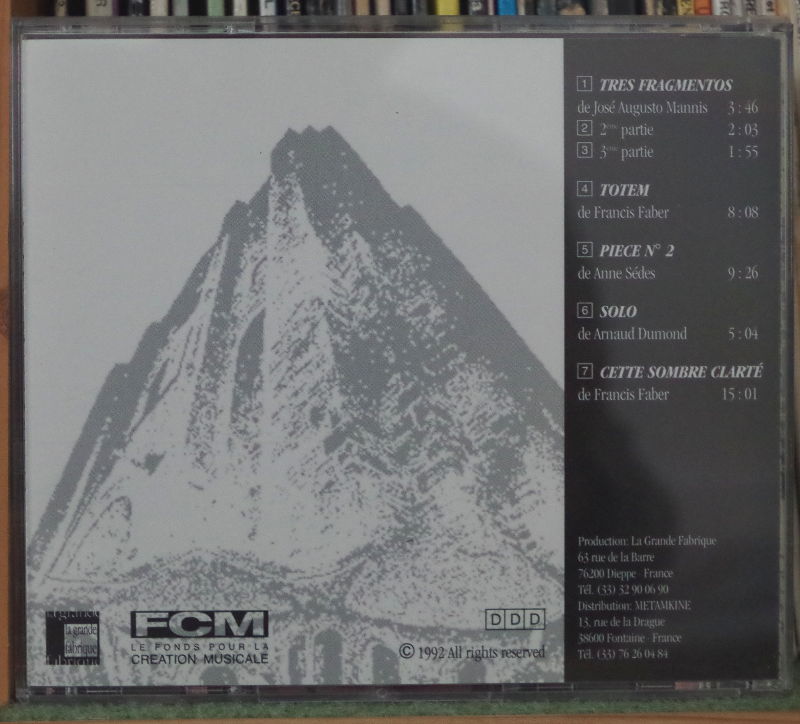 1 TRES FRAGMENTOS
de José Augusto Mannis 3 : 46
2 2ème partie 2 : 03
3 3ème partie 1 : 55
4 TOTEM
de Francis Faber 8 : 08
5 PIECE N° 2
de Anne Sédes 9 : 26
6 SOLO
de Arnaud Dumond 5 : 04
7 CETTE SOMBRE CLARTÉ
de Francis Faber 15 : 01
Production: La Grande Fabrique
63 rue de la Barre
76200 Dieppe - France
Tél. (33) 32 90 06 90
Distribution: METAMKINE
13, rue de la Drague
38600 Fontaine - France
Tél. (33) 76 26 04 84
la grande
fabrique
FCM
LE FONDS POUR LA
CREATION MUSICALE
DDD
© 1992 All rights reserved